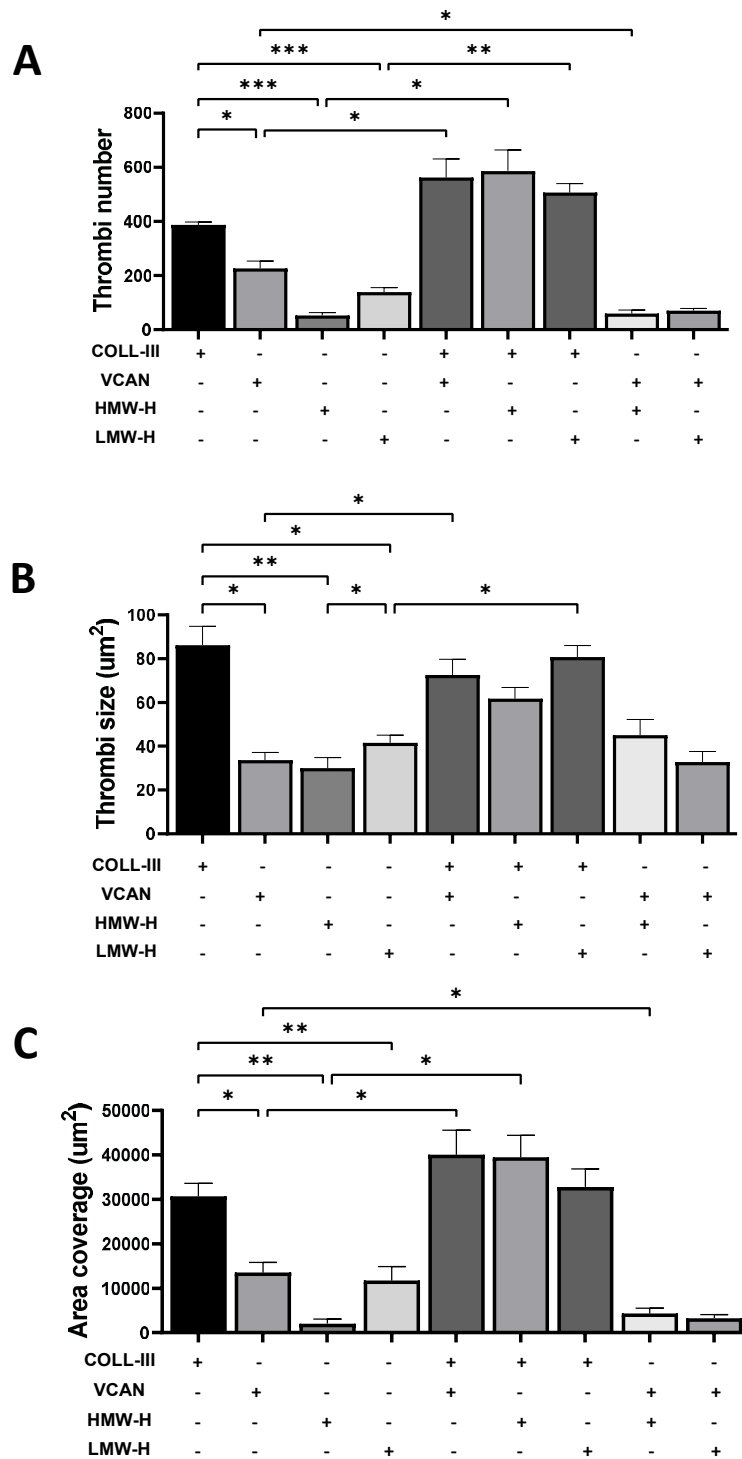 *
A
*** **
*** *
* *
Thrombi number
800
600
400
200
0
COLL-III + - - - + + + - -
VCAN - + - - + - - + +
HMW-H - - + - - + - + -
LMW-H - - - + - - + - +
*
*
**
B
* * *
Thrombi size (um2)
100
80
60
40
20
0
COLL-III + - - - + + + - -
VCAN - + - - + - - + +
HMW-H - - + - - + - + -
LMW-H - - - + - - + - +
*
C
**
** *
* *
Area coverage (um2)
50000
40000
30000
20000
10000
0
COLL-III + - - - + + + - -
VCAN - + - - + - - + +
HMW-H - - + - - + - + -
LMW-H - - - + - - + - +